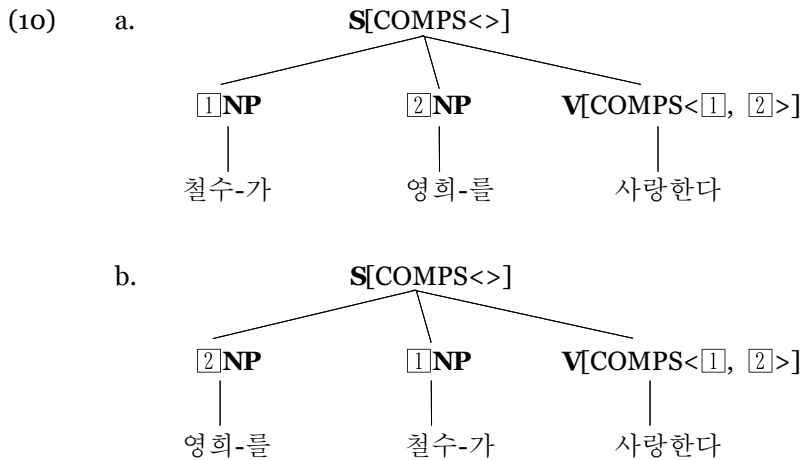 (10) a. S[COMPS<>]
1NP 2NP V[COMPS<1, 2>]
철수-가 영희-를 사랑한다
b. S[COMPS<>]
2NP 1NP V[COMPS<1, 2>]
영희-를 철수-가 사랑한다